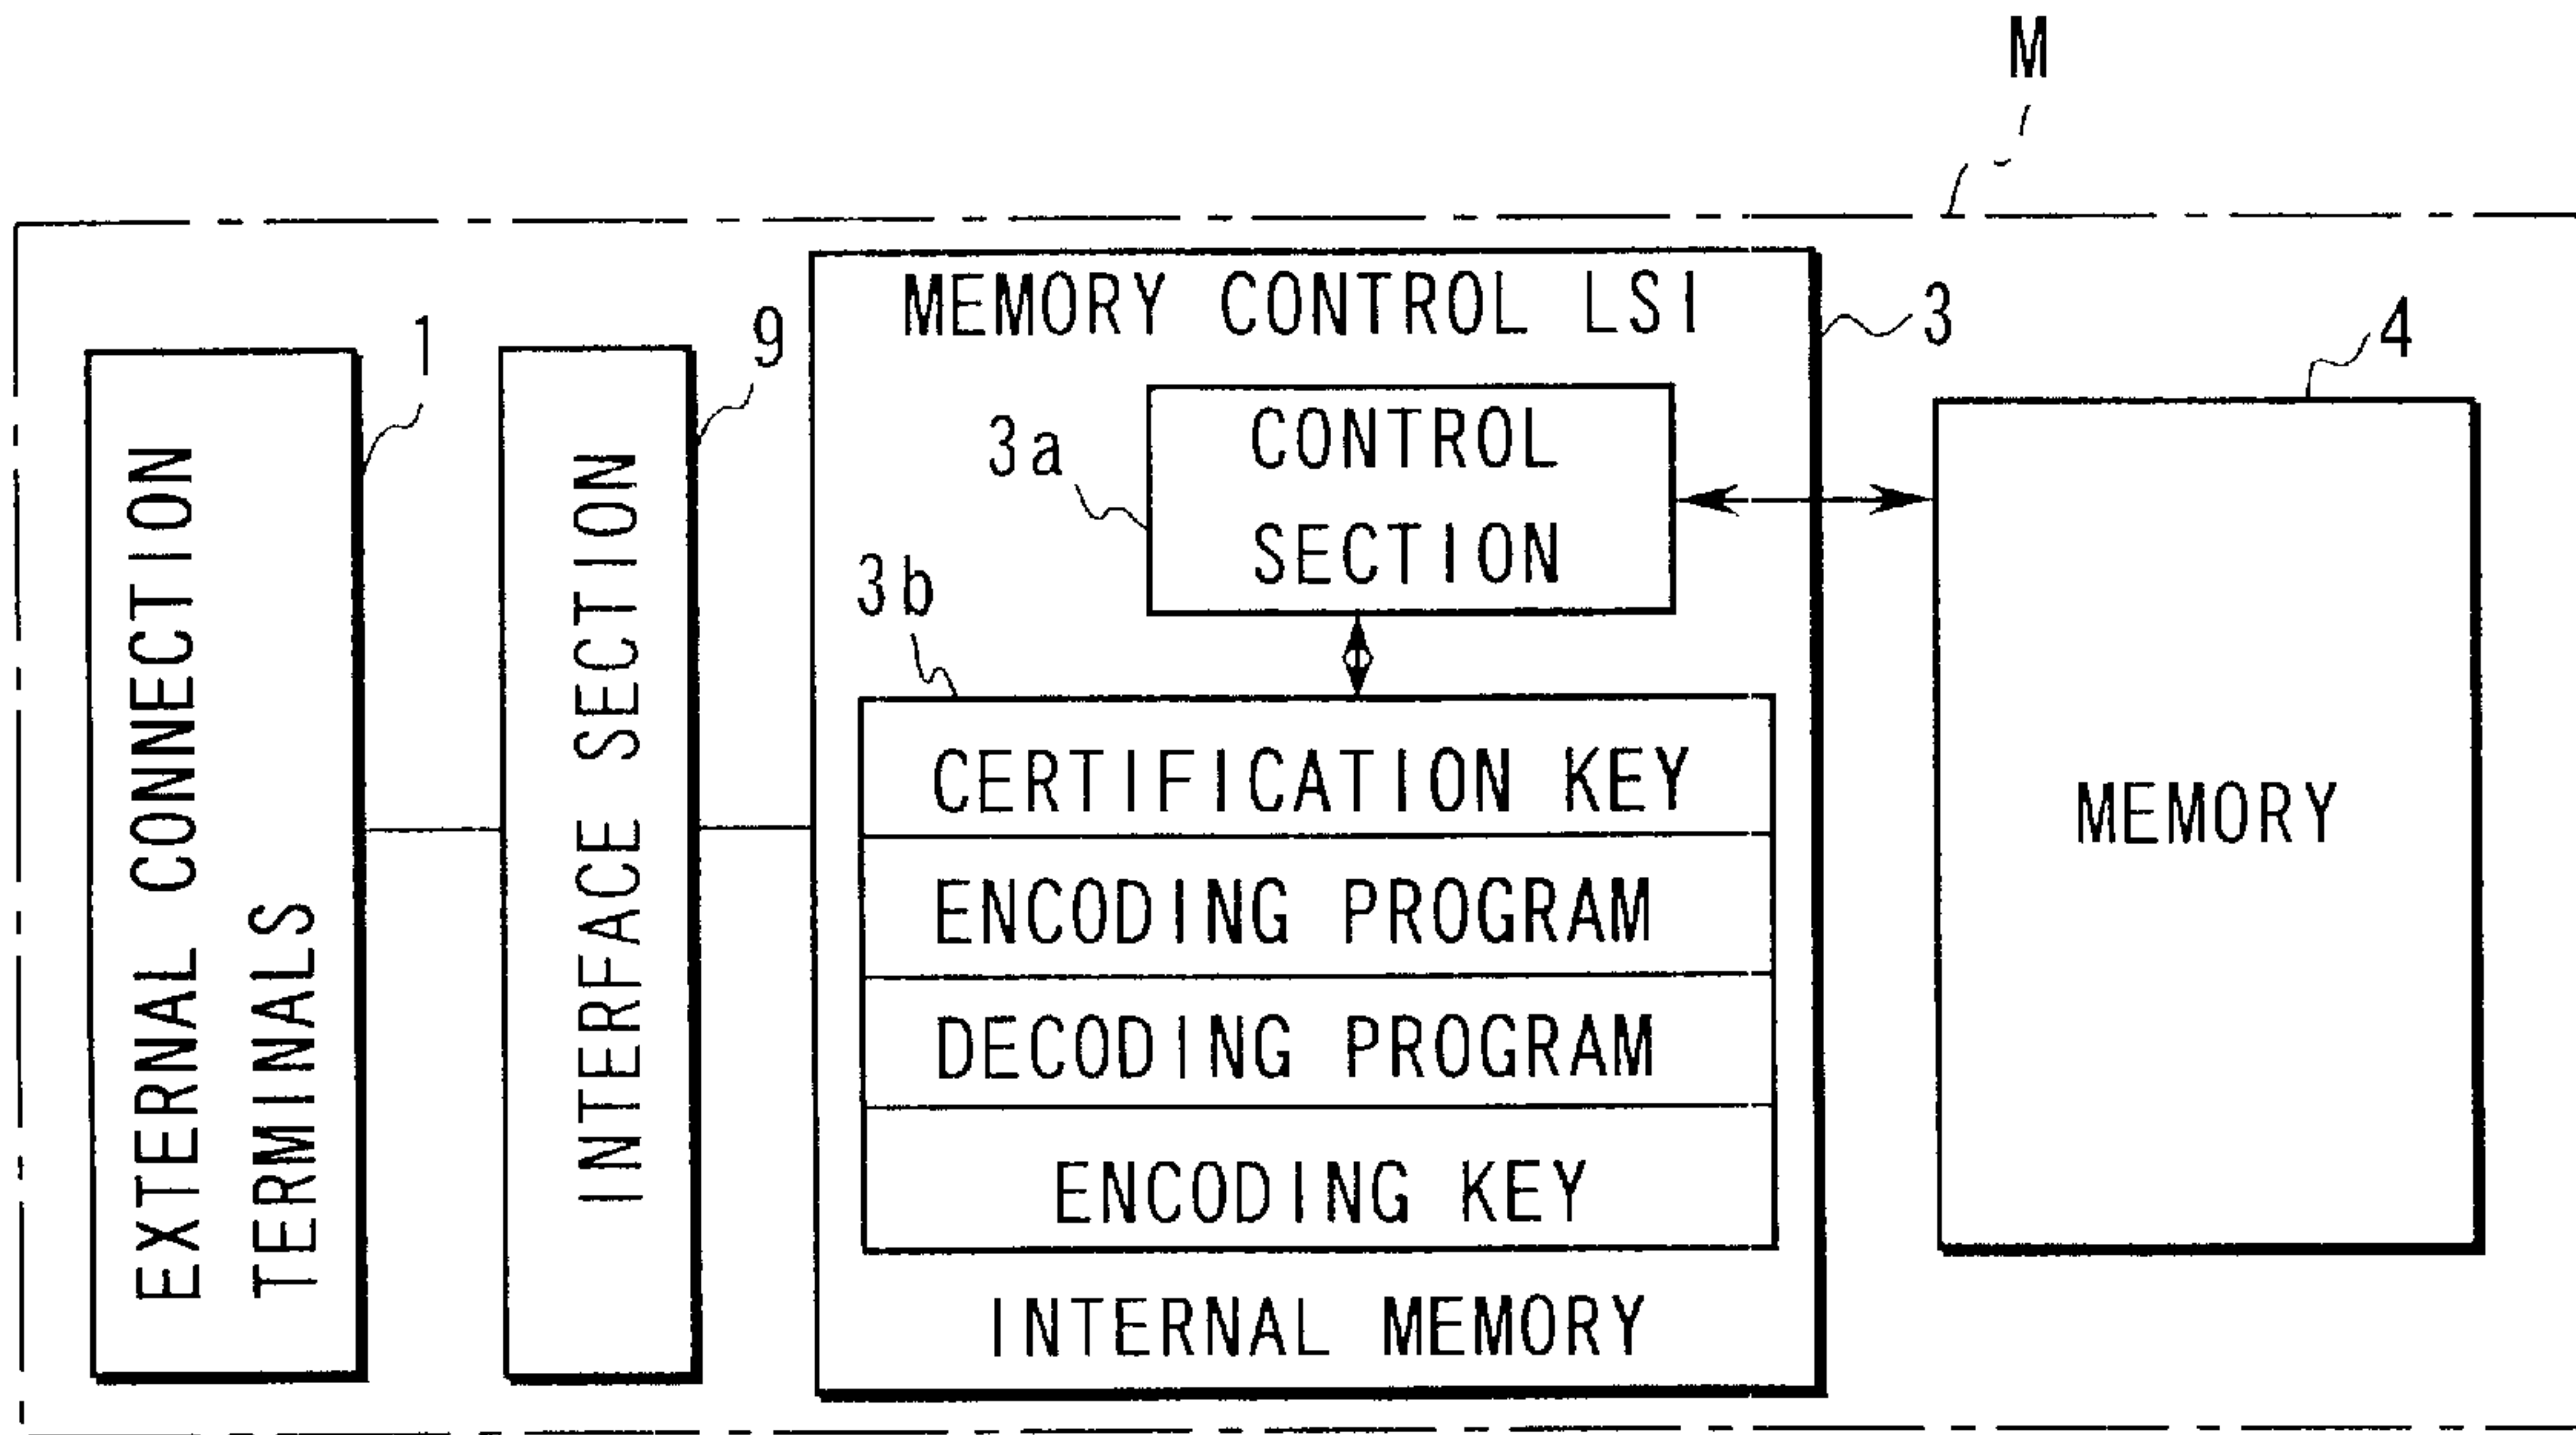 M
MEMORY CONTROL LSI
3
1
9
4
EXTERNAL CONNECTION
TERMINALS
INTERFACE SECTION
3a
CONTROL
SECTION
3b
CERTIFICATION KEY
ENCODING PROGRAM
DECODING PROGRAM
ENCODING KEY
INTERNAL MEMORY
MEMORY